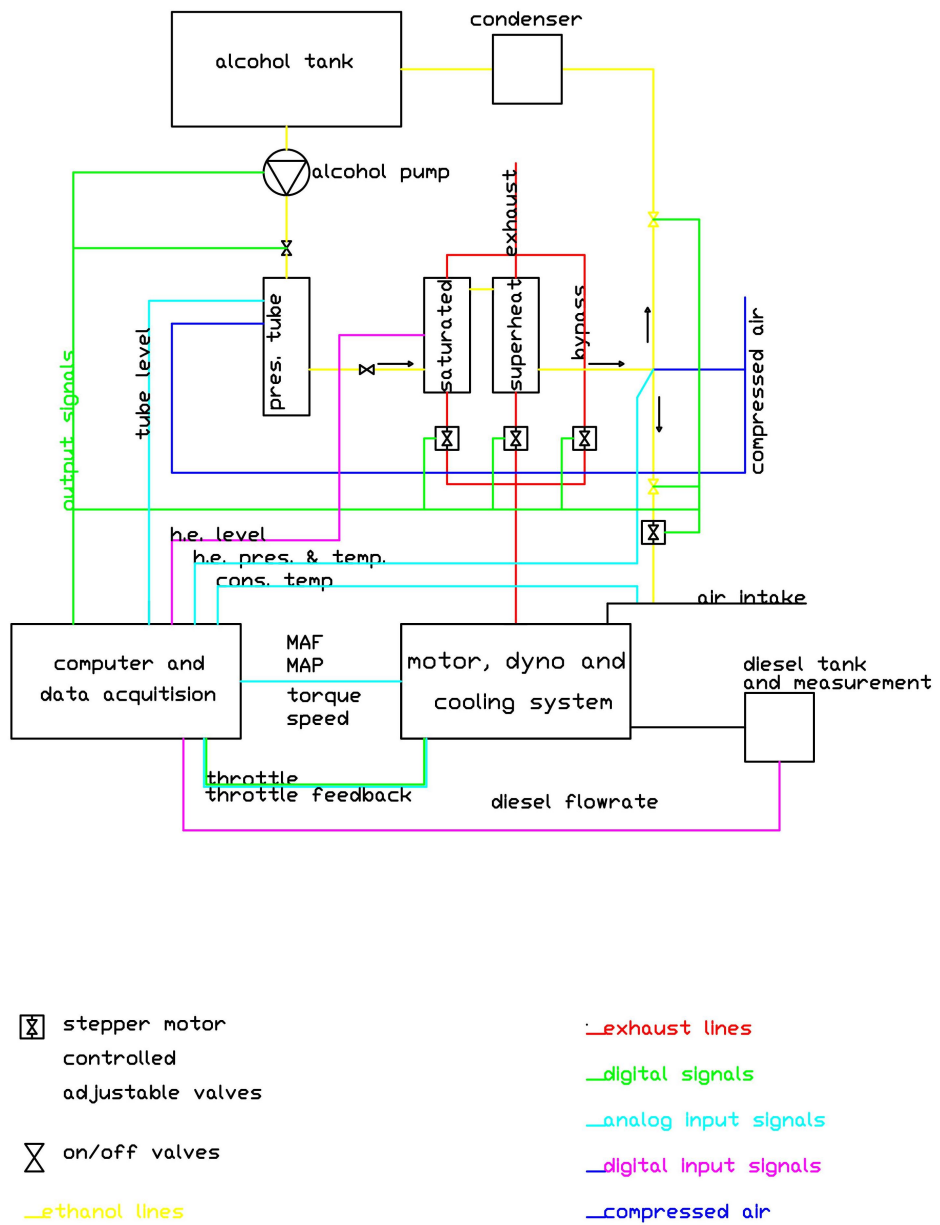 condenser
alcohol tank
alcohol pump
exhaust
pres. tube
saturated
superheat
bypass
compressed air
tube level
output signals
h.e. level
h.e. pres. & temp.
cons. temp
air intake
computer and
data acquitision
MAF
MAP
torque
speed
motor, dyno and
cooling system
diesel tank
and measurement
throttle
throttle feedback
diesel flowrate
stepper motor
controlled
adjustable valves
on/off valves
ethanol lines
exhaust lines
digital signals
analog input signals
digital input signals
compressed air